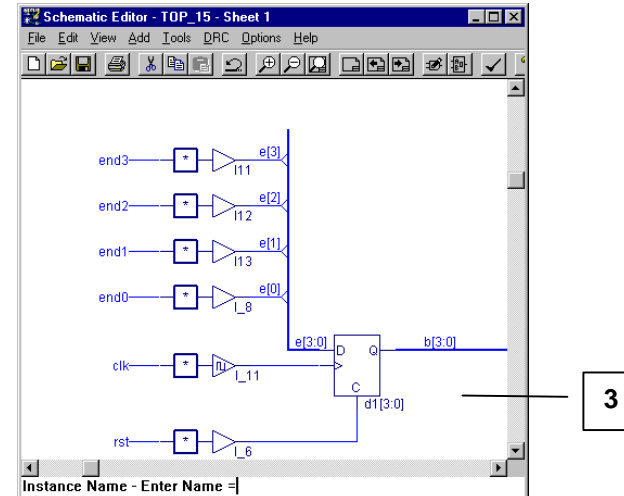 Schematic Editor - TOP_15 - Sheet 1
File Edit View Add Tools DRC Options Help
end3 * I11 e[3]
end2 * I12 e[2]
end1 * I13 e[1]
end0 * I_8 e[0]
e[3:0] D Q b[3:0]
clk * I_11
C
d1[3:0]
3
rst * I_6
Instance Name - Enter Name =